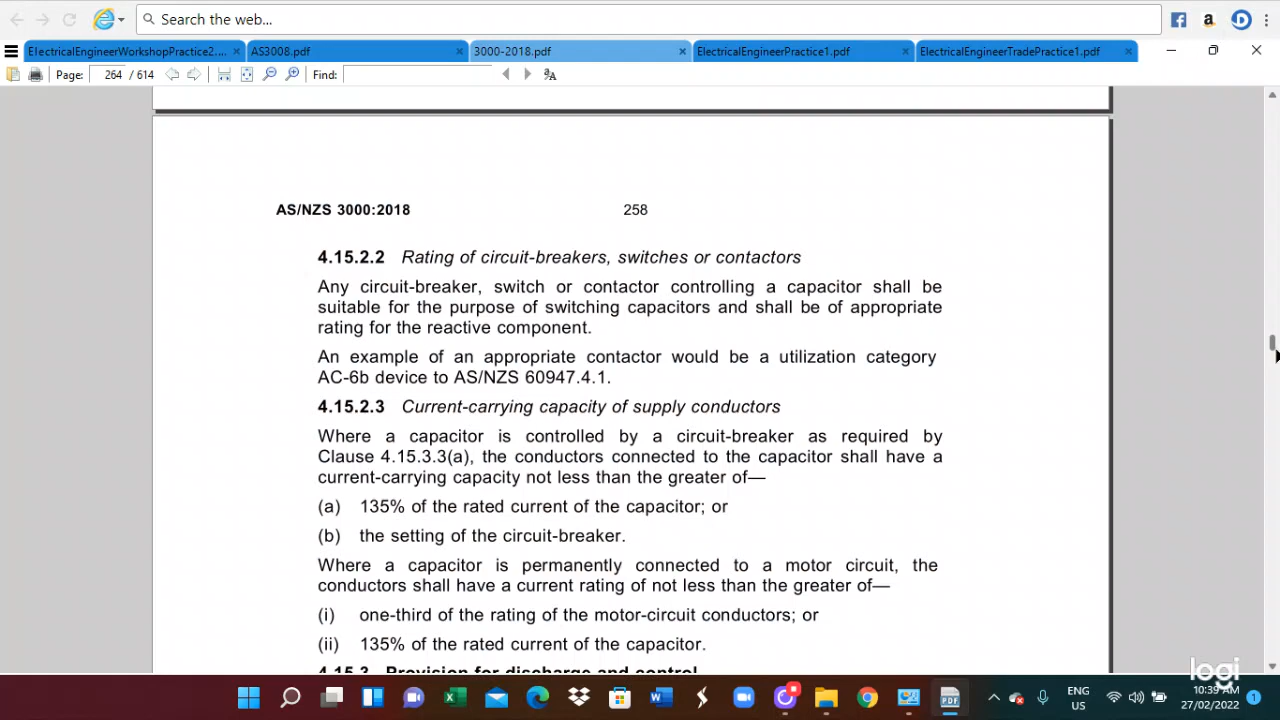 Search the web...
ElectricalEngineerWorkshopPractice2....
AS3008.pdf
3000-2018.pdf
ElectricalEngineerPractice1.pdf
ElectricalEngineerTradePractice1.pdf
Page: 264 / 614
Find:
AS/NZS 3000:2018 258
4.15.2.2 Rating of circuit-breakers, switches or contactors
Any circuit-breaker, switch or contactor controlling a capacitor shall be
suitable for the purpose of switching capacitors and shall be of appropriate
rating for the reactive component.
An example of an appropriate contactor would be a utilization category
AC-6b device to AS/NZS 60947.4.1.
4.15.2.3 Current-carrying capacity of supply conductors
Where a capacitor is controlled by a circuit-breaker as required by
Clause 4.15.3.3(a), the conductors connected to the capacitor shall have a
current-carrying capacity not less than the greater of—
(a) 135% of the rated current of the capacitor; or
(b) the setting of the circuit-breaker.
Where a capacitor is permanently connected to a motor circuit, the
conductors shall have a current rating of not less than the greater of—
(i) one-third of the rating of the motor-circuit conductors; or
(ii) 135% of the rated current of the capacitor.
4.15.3 Provision for discharge and control
logi
ENG
US
10:39 AM
27/02/2022